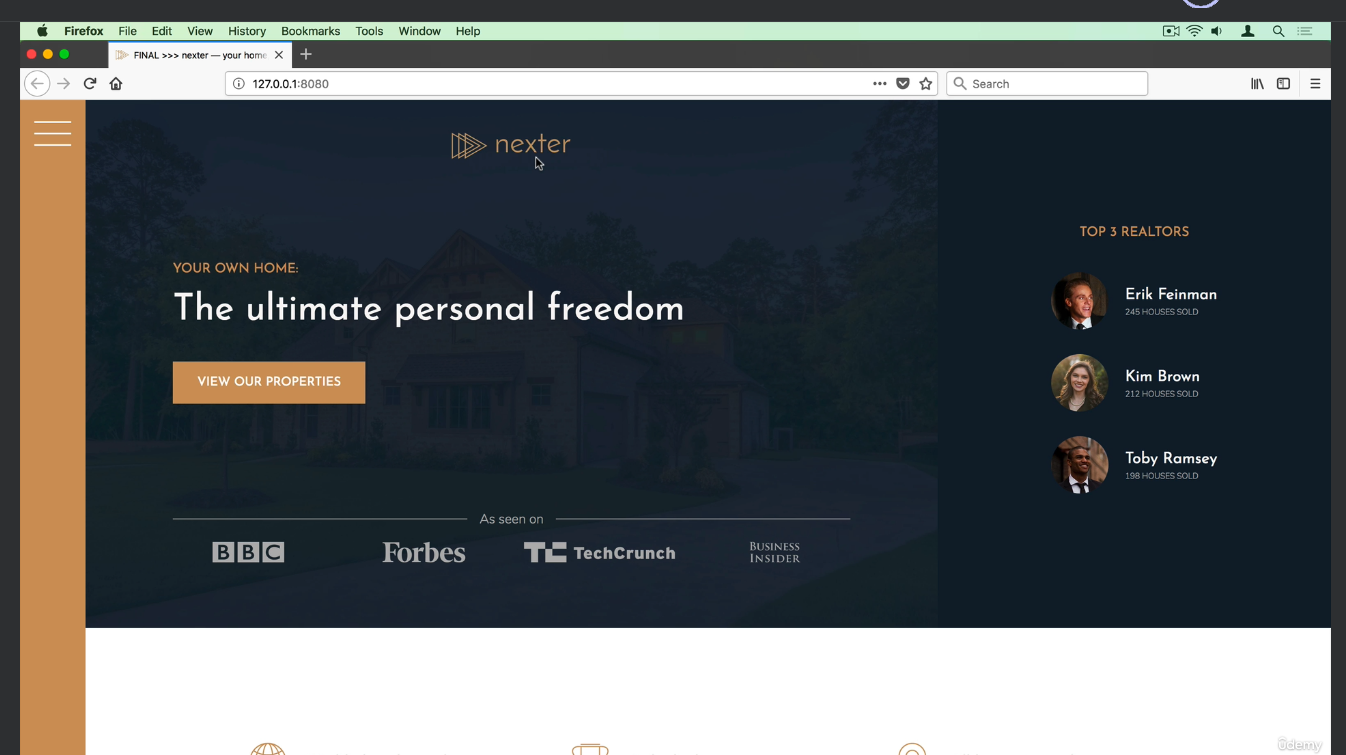 Firefox File Edit View History Bookmarks Tools Window Help
FINAL >>> nexter — your home
127.0.0.1:8080
Search
nexter
YOUR OWN HOME:
The ultimate personal freedom
VIEW OUR PROPERTIES
As seen on
BBC Forbes TC TechCrunch BUSINESS INSIDER
TOP 3 REALTORS
Erik Feinman
245 HOUSES SOLD
Kim Brown
212 HOUSES SOLD
Toby Ramsey
198 HOUSES SOLD
ûdemy